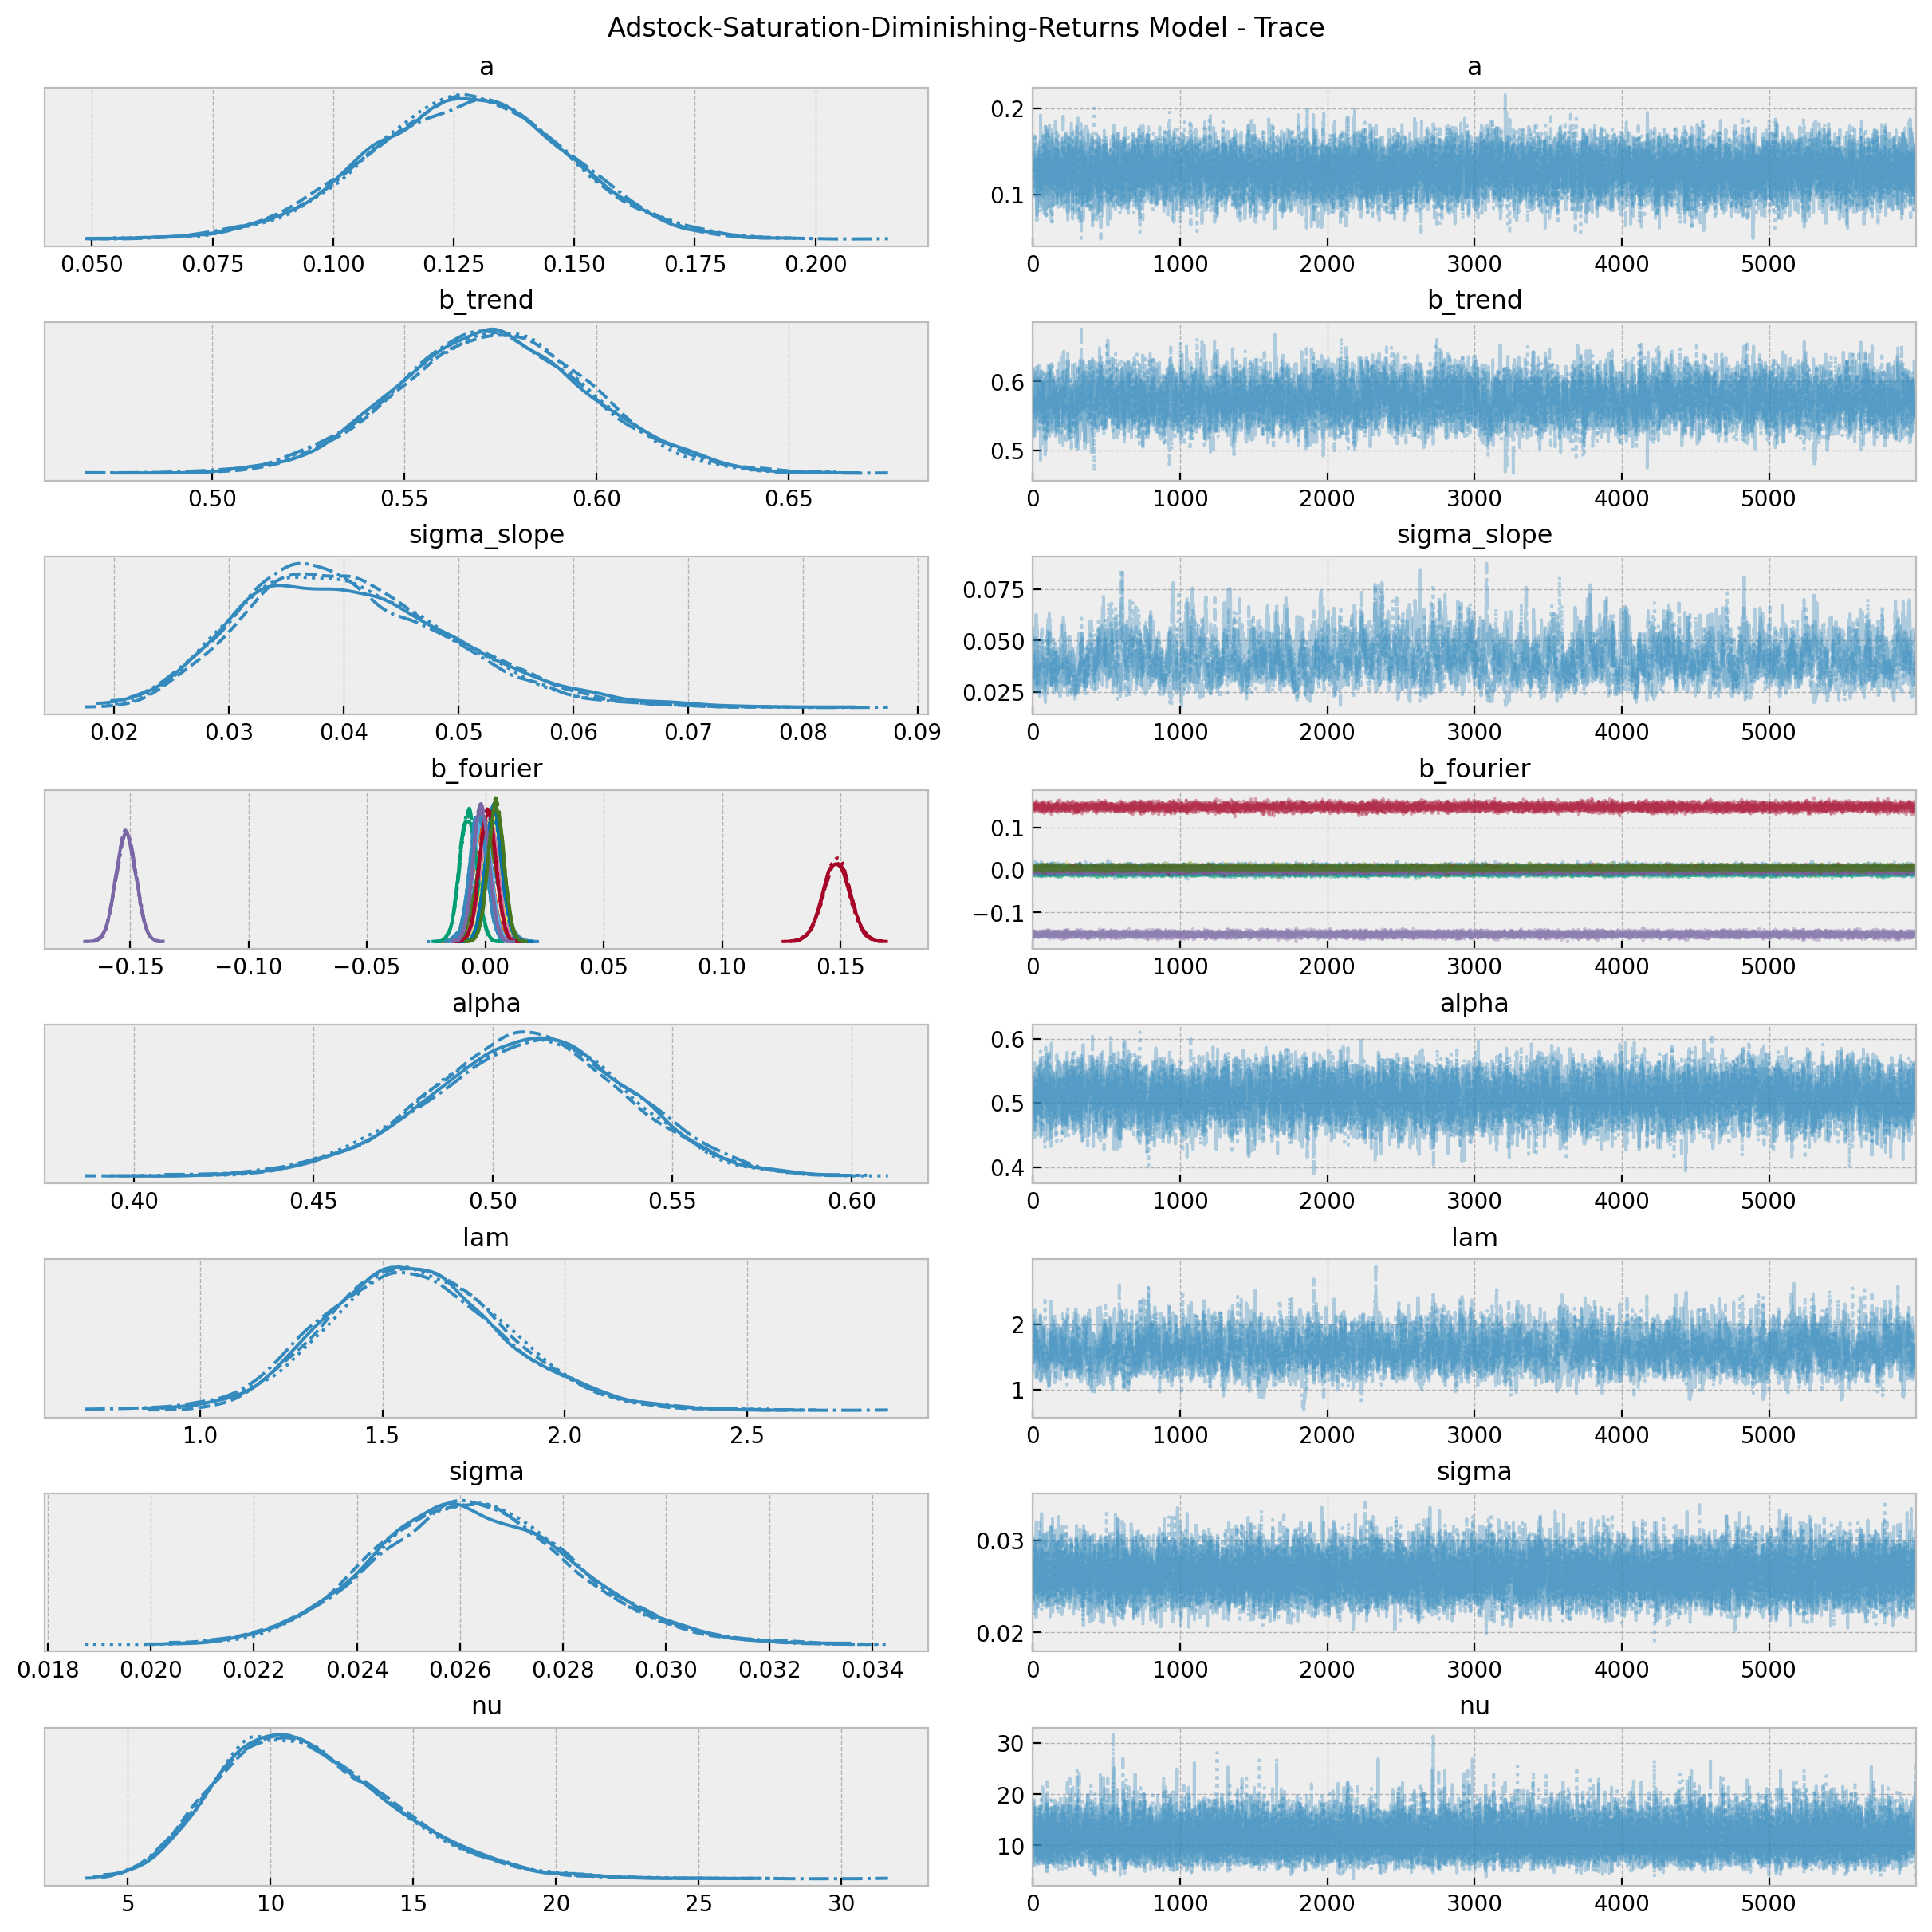 Adstock-Saturation-Diminishing-Returns Model - Trace
a
a
0.2
0.1
0.050 0.075 0.100 0.125 0.150 0.175 0.200
0 1000 2000 3000 4000 5000
b_trend
b_trend
0.6
0.5
0.50 0.55 0.60 0.65
0 1000 2000 3000 4000 5000
sigma_slope
sigma_slope
0.075
0.050
0.025
0.02 0.03 0.04 0.05 0.06 0.07 0.08 0.09
0 1000 2000 3000 4000 5000
b_fourier
b_fourier
0.1
0.0
−0.1
−0.15 −0.10 −0.05 0.00 0.05 0.10 0.15
0 1000 2000 3000 4000 5000
alpha
alpha
0.6
0.5
0.4
0.40 0.45 0.50 0.55 0.60
0 1000 2000 3000 4000 5000
lam
lam
2
1
1.0 1.5 2.0 2.5
0 1000 2000 3000 4000 5000
sigma
sigma
0.03
0.02
0.018 0.020 0.022 0.024 0.026 0.028 0.030 0.032 0.034
0 1000 2000 3000 4000 5000
nu
nu
30
20
10
5 10 15 20 25 30
0 1000 2000 3000 4000 5000